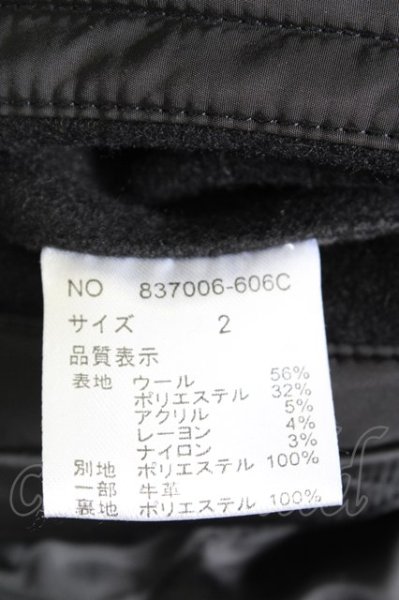 NO 837006-606C
サイズ 2
品質表示
表地 ウール 56%
ポリエステル 32%
アクリル 5%
レーヨン 4%
ナイロン 3%
別地 ポリエステル 100%
一部 牛革
裏地 ポリエステル 100%